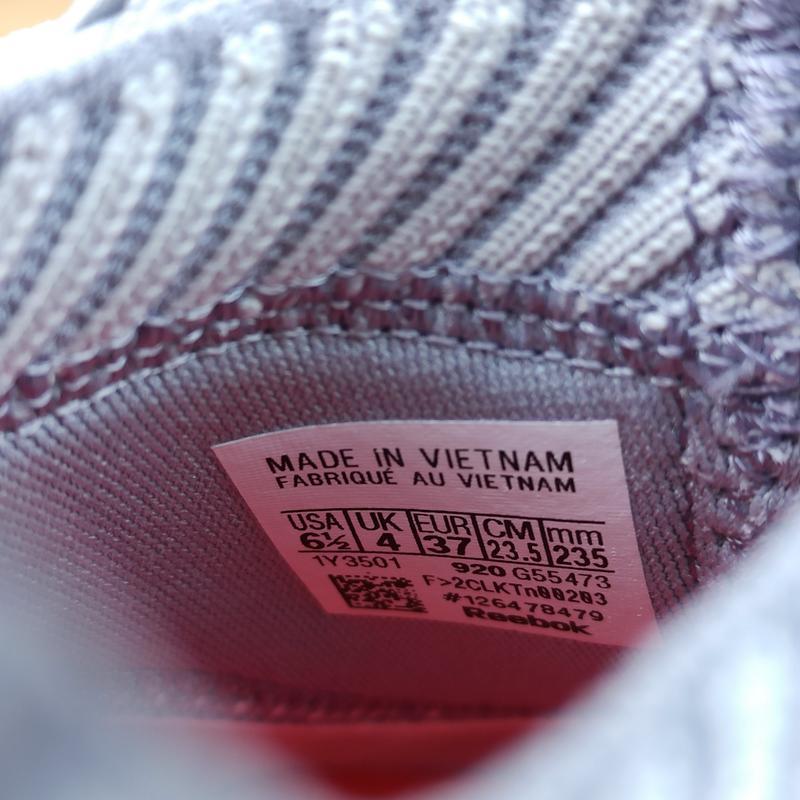 MADE iN VIETNAM
FABRIQUÉ AU VIETNAM
USA UK EUR CM mm
6½ 4 37 23.5 235
1Y3501 920 G55473
F>2CLKTn00203
#126478479
Reebok